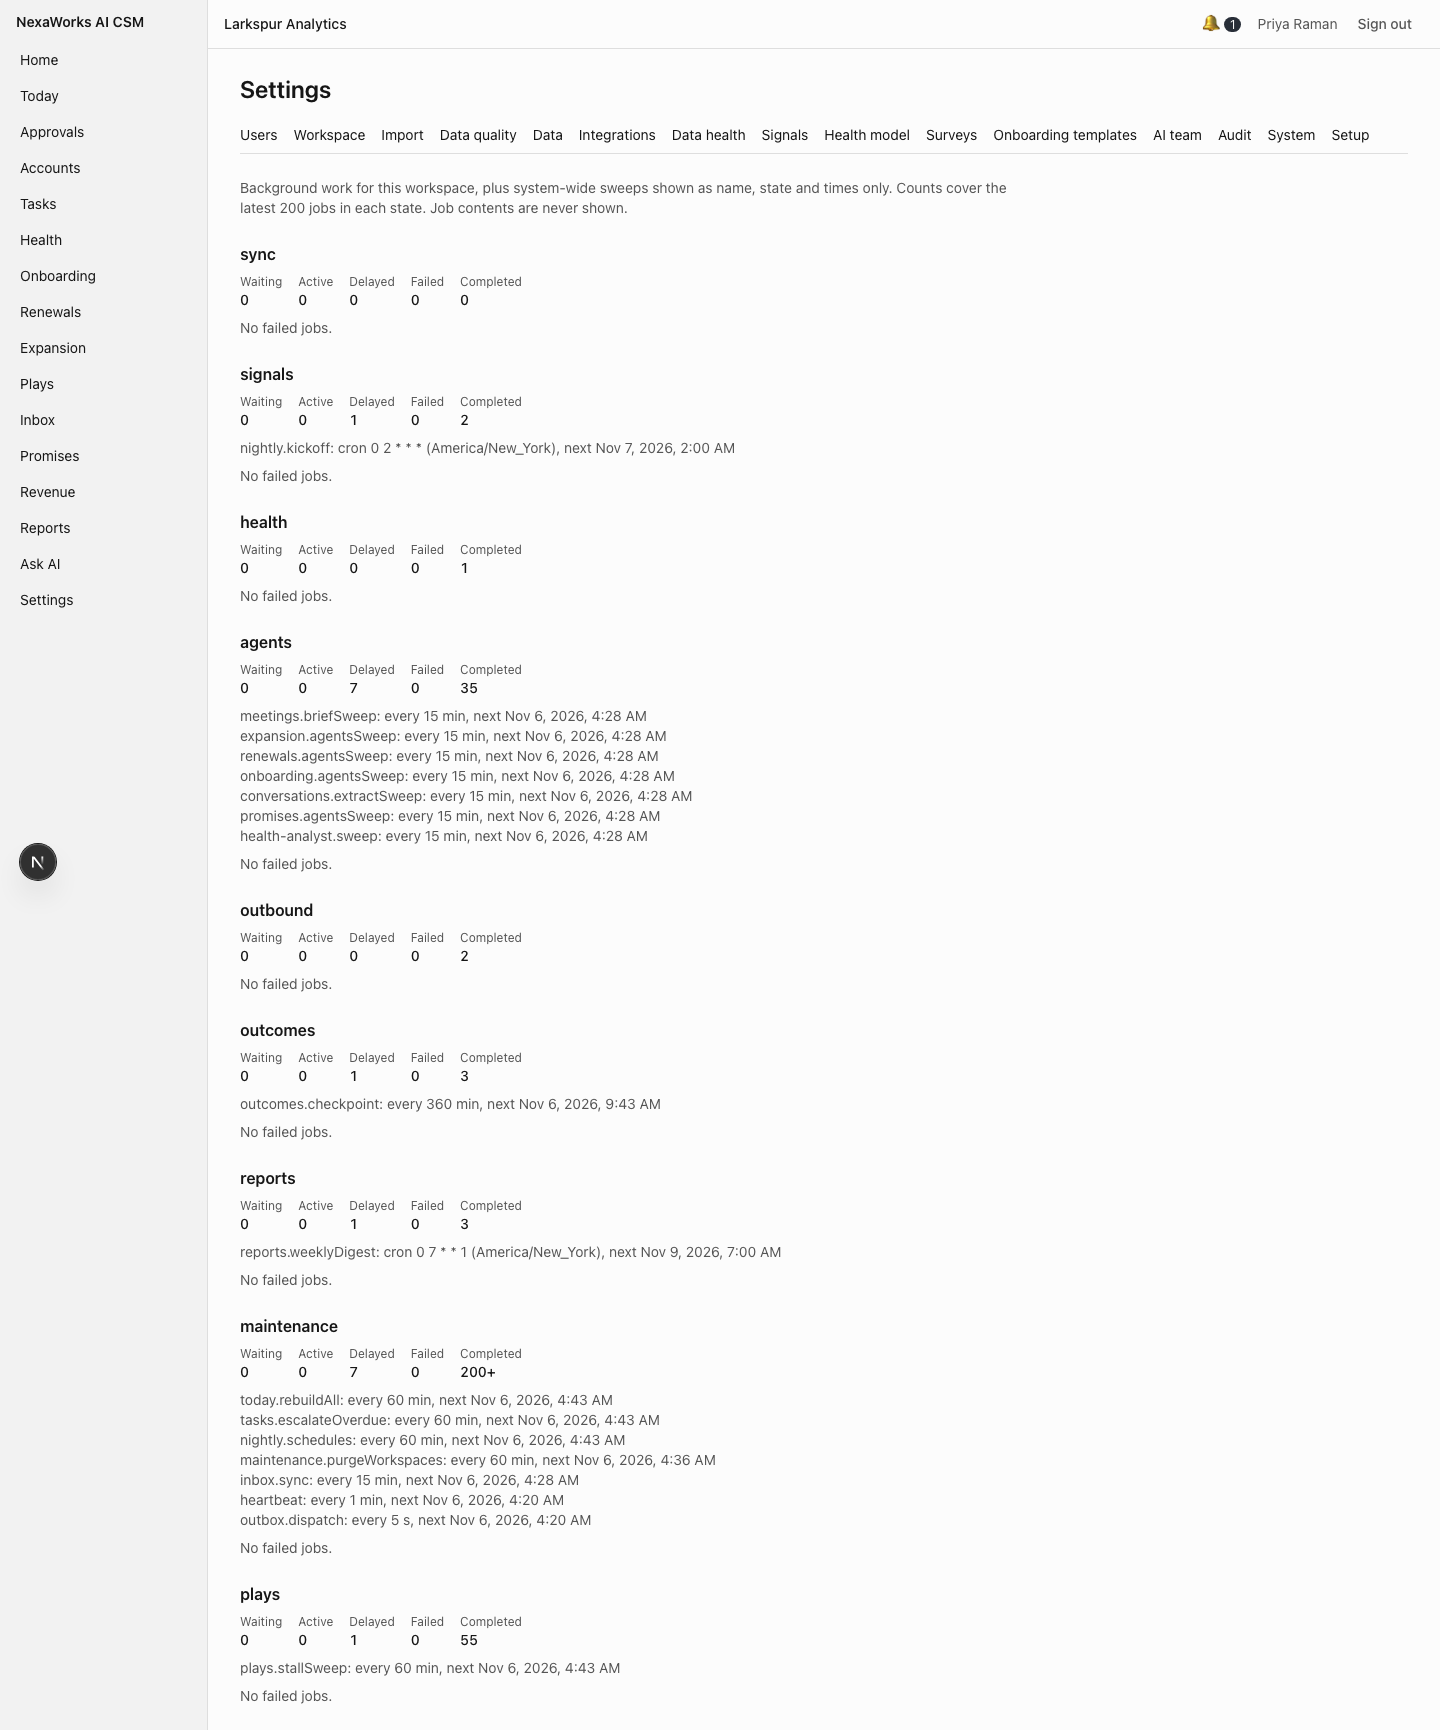 NexaWorks AI CSM
Home
Today
Approvals
Accounts
Tasks
Health
Onboarding
Renewals
Expansion
Plays
Inbox
Promises
Revenue
Reports
Ask AI
Settings
N
Larkspur Analytics
1 Priya Raman Sign out
Settings
Users Workspace Import Data quality Data Integrations Data health Signals Health model Surveys Onboarding templates AI team Audit System Setup
Background work for this workspace, plus system-wide sweeps shown as name, state and times only. Counts cover the
latest 200 jobs in each state. Job contents are never shown.
sync
Waiting Active Delayed Failed Completed
0 0 0 0 0
No failed jobs.
signals
Waiting Active Delayed Failed Completed
0 0 1 0 2
nightly.kickoff: cron 0 2 * * * (America/New_York), next Nov 7, 2026, 2:00 AM
No failed jobs.
health
Waiting Active Delayed Failed Completed
0 0 0 0 1
No failed jobs.
agents
Waiting Active Delayed Failed Completed
0 0 7 0 35
meetings.briefSweep: every 15 min, next Nov 6, 2026, 4:28 AM
expansion.agentsSweep: every 15 min, next Nov 6, 2026, 4:28 AM
renewals.agentsSweep: every 15 min, next Nov 6, 2026, 4:28 AM
onboarding.agentsSweep: every 15 min, next Nov 6, 2026, 4:28 AM
conversations.extractSweep: every 15 min, next Nov 6, 2026, 4:28 AM
promises.agentsSweep: every 15 min, next Nov 6, 2026, 4:28 AM
health-analyst.sweep: every 15 min, next Nov 6, 2026, 4:28 AM
No failed jobs.
outbound
Waiting Active Delayed Failed Completed
0 0 0 0 2
No failed jobs.
outcomes
Waiting Active Delayed Failed Completed
0 0 1 0 3
outcomes.checkpoint: every 360 min, next Nov 6, 2026, 9:43 AM
No failed jobs.
reports
Waiting Active Delayed Failed Completed
0 0 1 0 3
reports.weeklyDigest: cron 0 7 * * 1 (America/New_York), next Nov 9, 2026, 7:00 AM
No failed jobs.
maintenance
Waiting Active Delayed Failed Completed
0 0 7 0 200+
today.rebuildAll: every 60 min, next Nov 6, 2026, 4:43 AM
tasks.escalateOverdue: every 60 min, next Nov 6, 2026, 4:43 AM
nightly.schedules: every 60 min, next Nov 6, 2026, 4:43 AM
maintenance.purgeWorkspaces: every 60 min, next Nov 6, 2026, 4:36 AM
inbox.sync: every 15 min, next Nov 6, 2026, 4:28 AM
heartbeat: every 1 min, next Nov 6, 2026, 4:20 AM
outbox.dispatch: every 5 s, next Nov 6, 2026, 4:20 AM
No failed jobs.
plays
Waiting Active Delayed Failed Completed
0 0 1 0 55
plays.stallSweep: every 60 min, next Nov 6, 2026, 4:43 AM
No failed jobs.